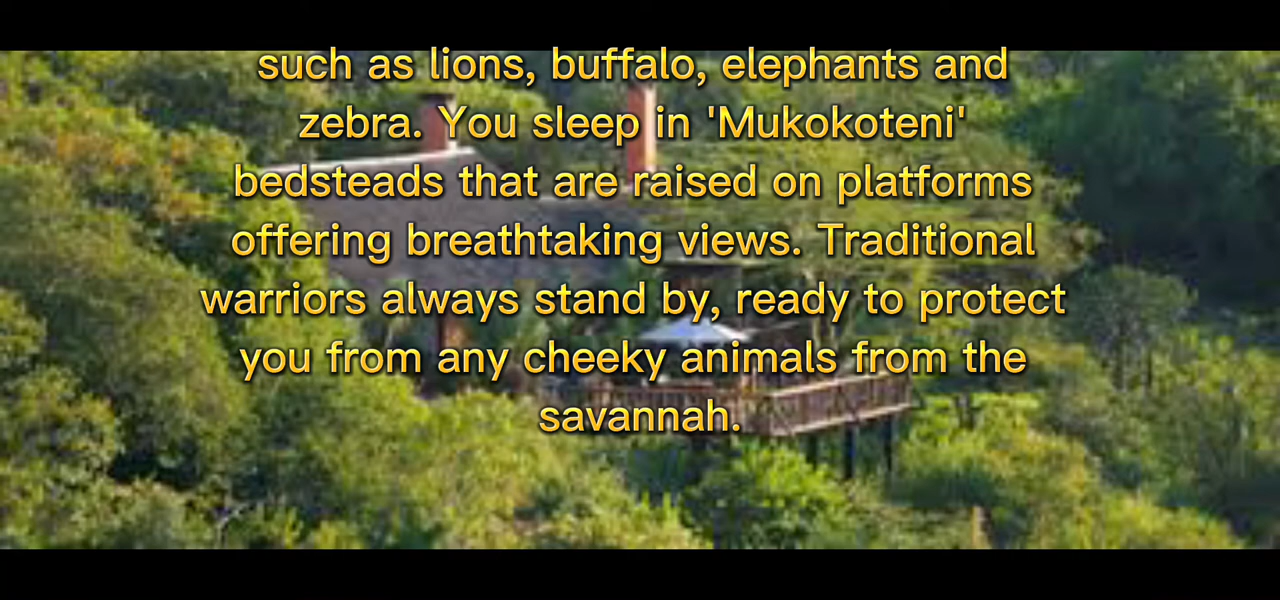 such as lions, buffalo, elephants and
zebra. You sleep in 'Mukokoteni'
bedsteads that are raised on platforms
offering breathtaking views. Traditional
warriors always stand by, ready to protect
you from any cheeky animals from the
savannah.